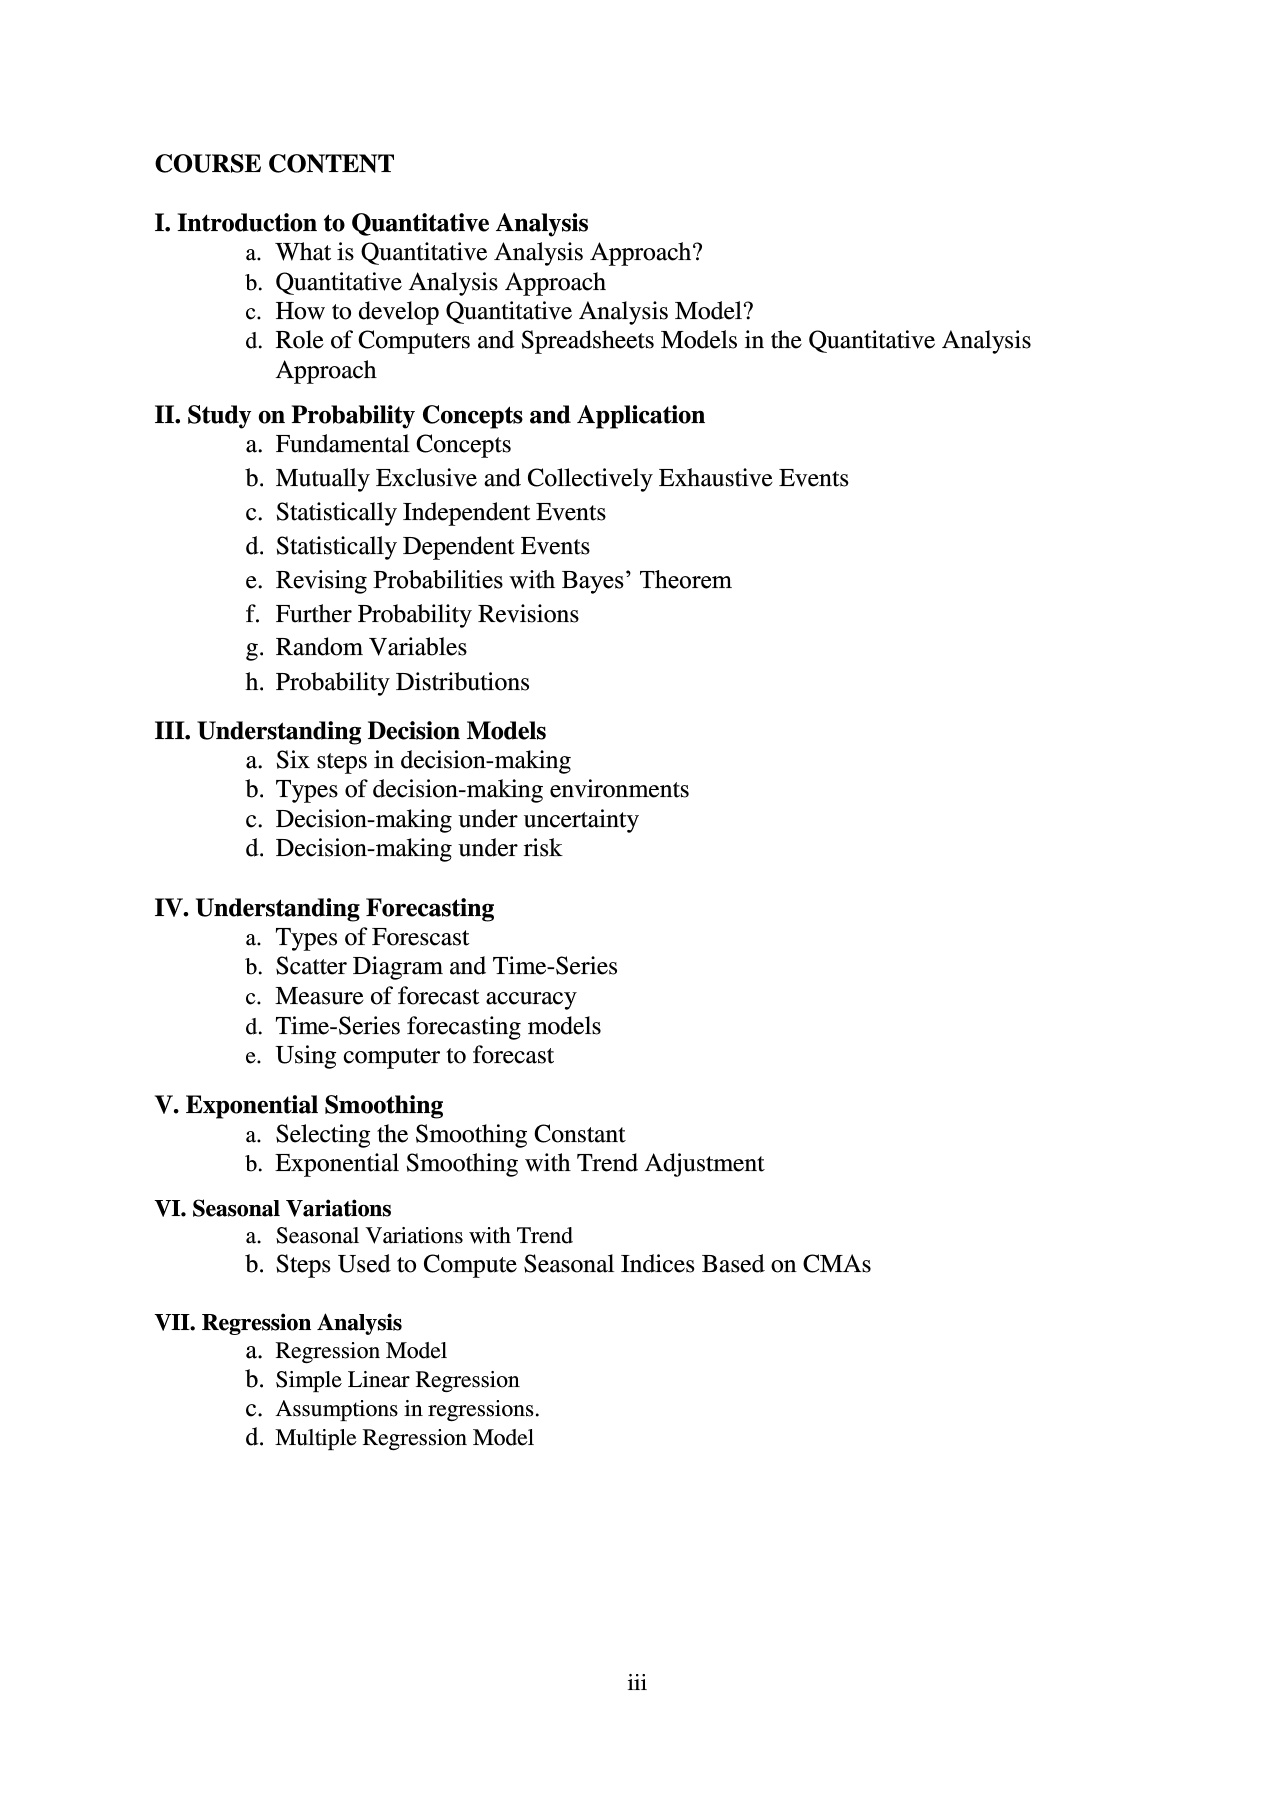 COURSE CONTENT
I. Introduction to Quantitative Analysis
a. What is Quantitative Analysis Approach?
b. Quantitative Analysis Approach
c. How to develop Quantitative Analysis Model?
d. Role of Computers and Spreadsheets Models in the Quantitative Analysis
Approach
II. Study on Probability Concepts and Application
a. Fundamental Concepts
b. Mutually Exclusive and Collectively Exhaustive Events
c. Statistically Independent Events
d. Statistically Dependent Events
e. Revising Probabilities with Bayes’ Theorem
f. Further Probability Revisions
g. Random Variables
h. Probability Distributions
III. Understanding Decision Models
a. Six steps in decision-making
b. Types of decision-making environments
c. Decision-making under uncertainty
d. Decision-making under risk
IV. Understanding Forecasting
a. Types of Forescast
b. Scatter Diagram and Time-Series
c. Measure of forecast accuracy
d. Time-Series forecasting models
e. Using computer to forecast
V. Exponential Smoothing
a. Selecting the Smoothing Constant
b. Exponential Smoothing with Trend Adjustment
VI. Seasonal Variations
a. Seasonal Variations with Trend
b. Steps Used to Compute Seasonal Indices Based on CMAs
VII. Regression Analysis
a. Regression Model
b. Simple Linear Regression
c. Assumptions in regressions.
d. Multiple Regression Model
iii